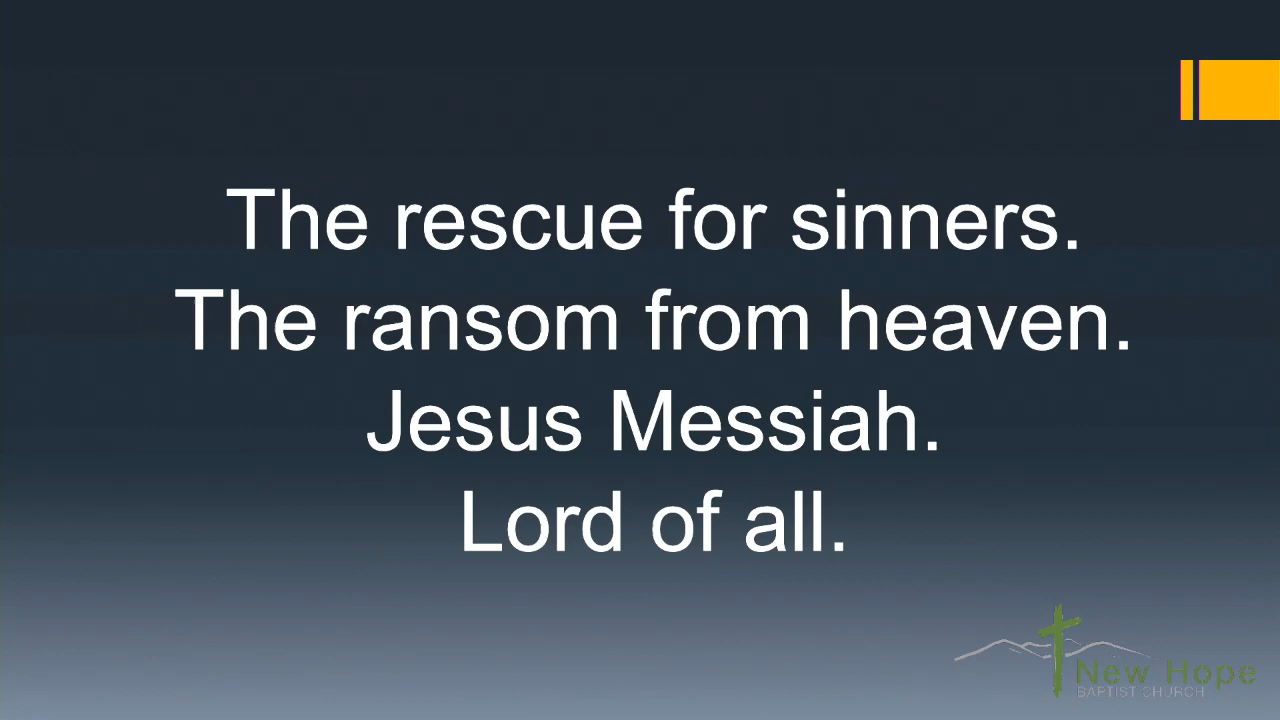 The rescue for sinners.
The ransom from heaven.
Jesus Messiah.
Lord of all.
New Hope
BAPTIST CHURCH